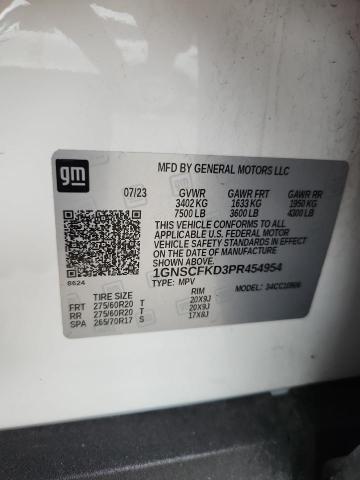 gm
MFD BY GENERAL MOTORS LLC
07/23 GVWR GAWR FRT GAWR RR
3402 KG 1633 KG 1950 KG
7500 LB 3600 LB 4300 LB
THIS VEHICLE CONFORMS TO ALL APPLICABLE
U.S. FEDERAL MOTOR VEHICLE SAFETY
STANDARDS IN EFFECT ON THE DATE OF
MANUFACTURE SHOWN ABOVE.
1GNSCFKD3PR454954
8624
TYPE: MPV
TIRE SIZE RIM
FRT 275/60R20 T 20X9J
RR 275/60R20 T 20X9J
SPA 265/70R17 S 17X8J